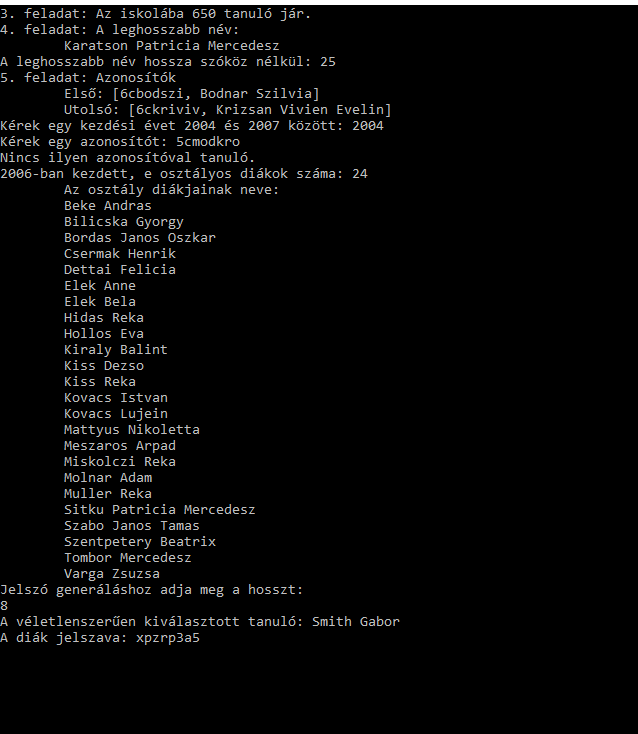 3. feladat: Az iskolába 650 tanuló jár.
4. feladat: A leghosszabb név:
Karatson Patricia Mercedesz
A leghosszabb név hossza szóköz nélkül: 25
5. feladat: Azonosítók
Első: [6cbodszi, Bodnar Szilvia]
Utolsó: [6ckriviv, Krizsan Vivien Evelin]
Kérek egy kezdési évet 2004 és 2007 között: 2004
Kérek egy azonosítót: 5cmodkro
Nincs ilyen azonosítóval tanuló.
2006-ban kezdett, e osztályos diákok száma: 24
Az osztály diákjainak neve:
Beke Andras
Bilicska Gyorgy
Bordas Janos Oszkar
Csermak Henrik
Dettai Felicia
Elek Anne
Elek Bela
Hidas Reka
Hollos Eva
Kiraly Balint
Kiss Dezso
Kiss Reka
Kovacs Istvan
Kovacs Lujein
Mattyus Nikoletta
Meszaros Arpad
Miskolczi Reka
Molnar Adam
Muller Reka
Sitku Patricia Mercedesz
Szabo Janos Tamas
Szentpetery Beatrix
Tombor Mercedesz
Varga Zsuzsa
Jelszó generáláshoz adja meg a hosszt:
8
A véletlenszerűen kiválasztott tanuló: Smith Gabor
A diák jelszava: xpzrp3a5